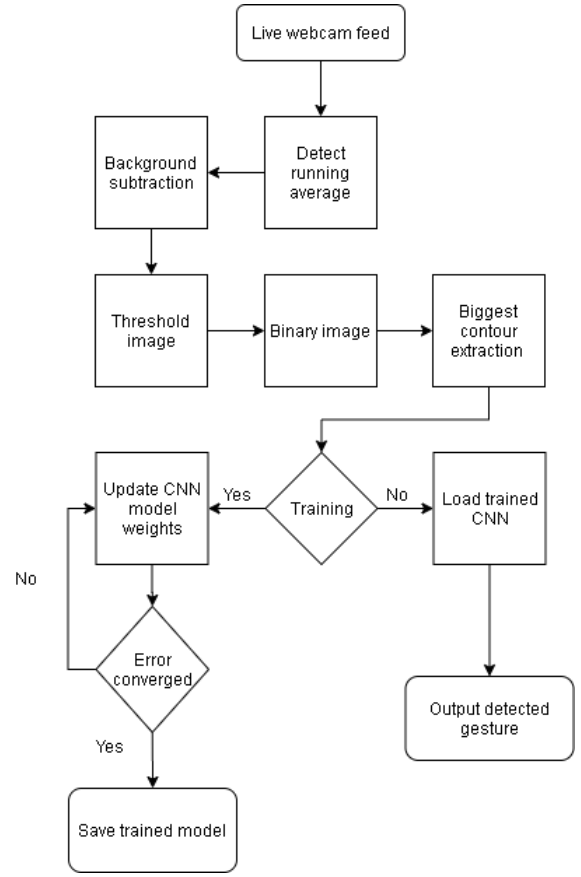 Live webcam feed
Detect
running
average
Background
subtraction
Threshold
image
Binary image
Biggest
contour
extraction
Training
Yes
No
Update CNN
model
weights
Load trained
CNN
No
Error
converged
Yes
Output detected
gesture
Save trained model